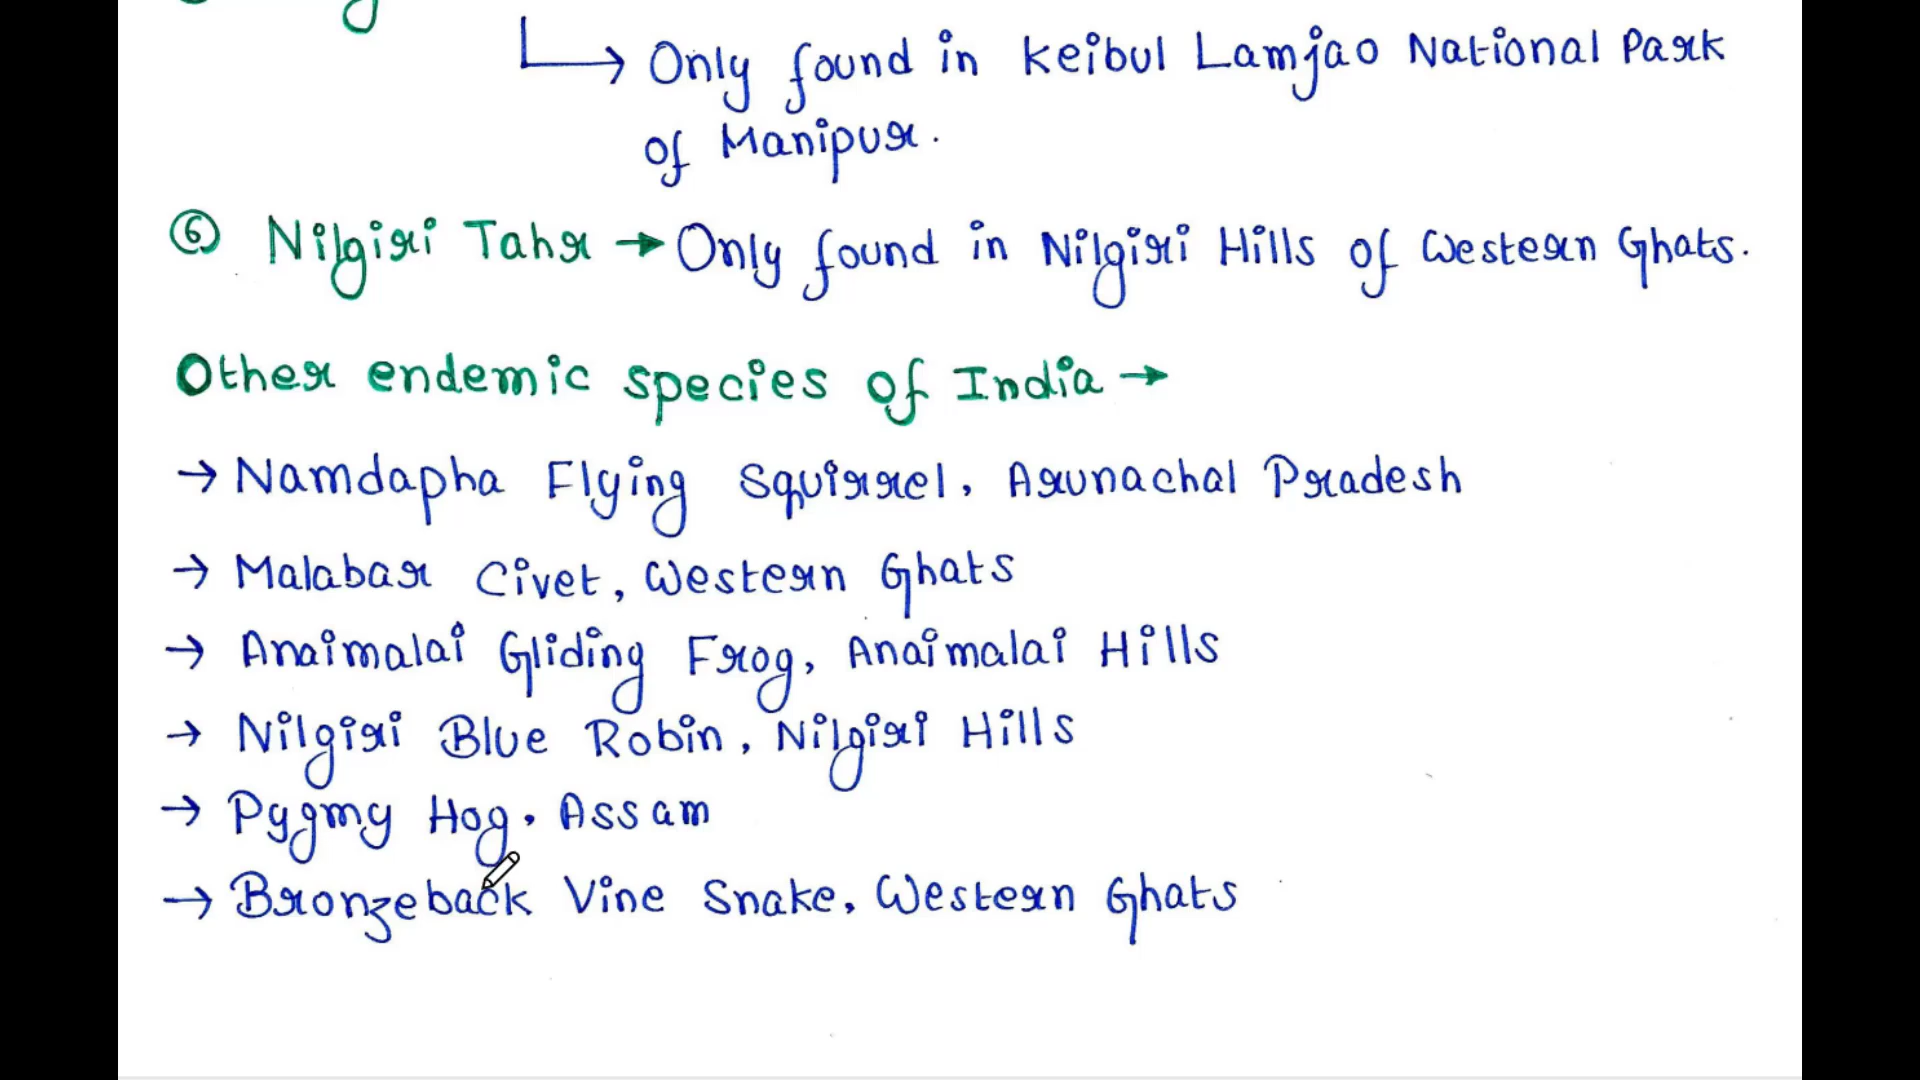 → Only found in Keibul Lamjao National Park
of Manipur.
⑥ Nilgiri Tahr → Only found in Nilgiri Hills of Western Ghats.
Other endemic species of India →
→ Namdapha Flying Squirrel, Arunachal Pradesh
→ Malabar Civet, Western Ghats
→ Anaimalai Gliding Frog, Anaimalai Hills
→ Nilgiri Blue Robin, Nilgiri Hills
→ Pygmy Hog, Assam
→ Bronzeback Vine Snake, Western Ghats